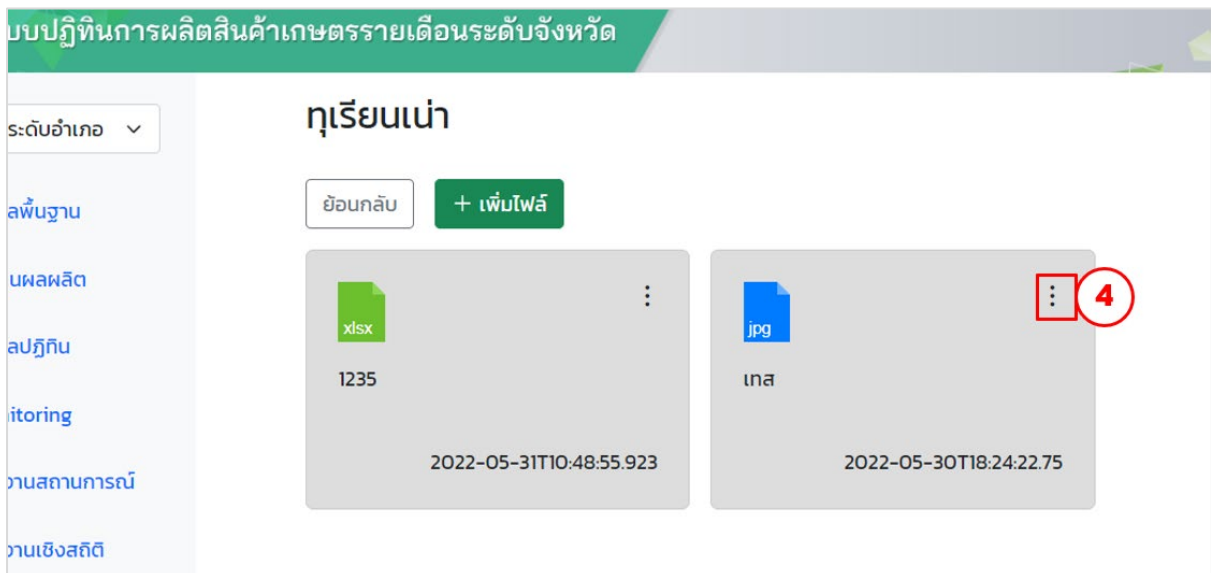 บบปฏิทินการผลิตสินค้าเกษตรรายเดือนระดับจังหวัด
ระดับอำเภอ
ทุเรียนเน่า
ย้อนกลับ
+ เพิ่มไฟล์
ลพื้นฐาน
นผลผลิต
ลปฏิทิน
itoring
งานสถานการณ์
งานเชิงสถิติ
xlsx
1235
2022-05-31T10:48:55.923
jpg
4
เทส
2022-05-30T18:24:22.75